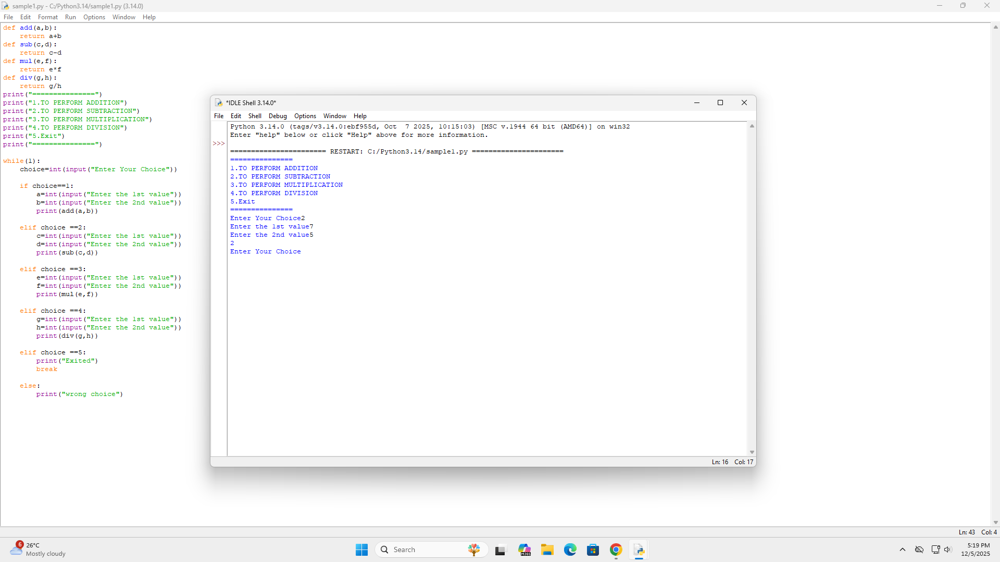 sample1.py - C:/Python3.14/sample1.py (3.14.0)
File Edit Format Run Options Window Help
def add(a,b):
    return a+b
def sub(c,d):
    return c-d
def mul(e,f):
    return e*f
def div(g,h):
    return g/h
print("===============")
print("1.TO PERFORM ADDITION")
print("2.TO PERFORM SUBTRACTION")
print("3.TO PERFORM MULTIPLICATION")
print("4.TO PERFORM DIVISION")
print("5.Exit")
print("===============")
while(1):
    choice=int(input("Enter Your Choice"))
    if choice==1:
        a=int(input("Enter the 1st value"))
        b=int(input("Enter the 2nd value"))
        print(add(a,b))
    elif choice ==2:
        c=int(input("Enter the 1st value"))
        d=int(input("Enter the 2nd value"))
        print(sub(c,d))
    elif choice ==3:
        e=int(input("Enter the 1st value"))
        f=int(input("Enter the 2nd value"))
        print(mul(e,f))
    elif choice ==4:
        g=int(input("Enter the 1st value"))
        h=int(input("Enter the 2nd value"))
        print(div(g,h))
    elif choice ==5:
        print("Exited")
        break
    else:
        print("wrong choice")
*IDLE Shell 3.14.0*
File Edit Shell Debug Options Window Help
Python 3.14.0 (tags/v3.14.0:ebf955d, Oct  7 2025, 10:15:03) [MSC v.1944 64 bit (AMD64)] on win32
Enter "help" below or click "Help" above for more information.
>>>
======================= RESTART: C:/Python3.14/sample1.py ======================
===============
1.TO PERFORM ADDITION
2.TO PERFORM SUBTRACTION
3.TO PERFORM MULTIPLICATION
4.TO PERFORM DIVISION
5.Exit
===============
Enter Your Choice2
Enter the 1st value7
Enter the 2nd value5
2
Enter Your Choice
Ln: 16 Col: 17
Ln: 43 Col: 4
6
26°C
Mostly cloudy
Search
M365
5:19 PM
12/5/2025